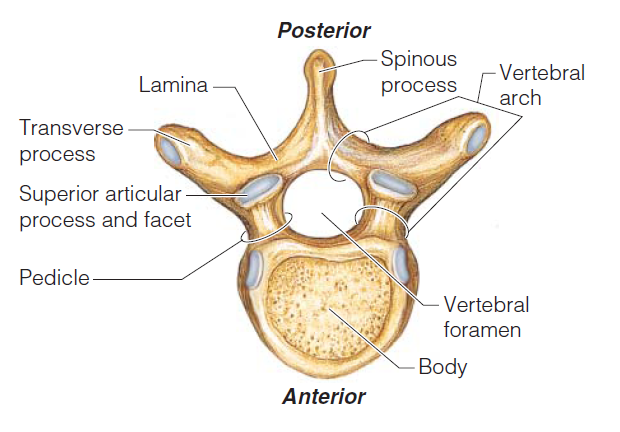 Posterior
Spinous
process
Vertebral
arch
Lamina
Transverse
process
Superior articular
process and facet
Pedicle
Vertebral
foramen
Body
Anterior